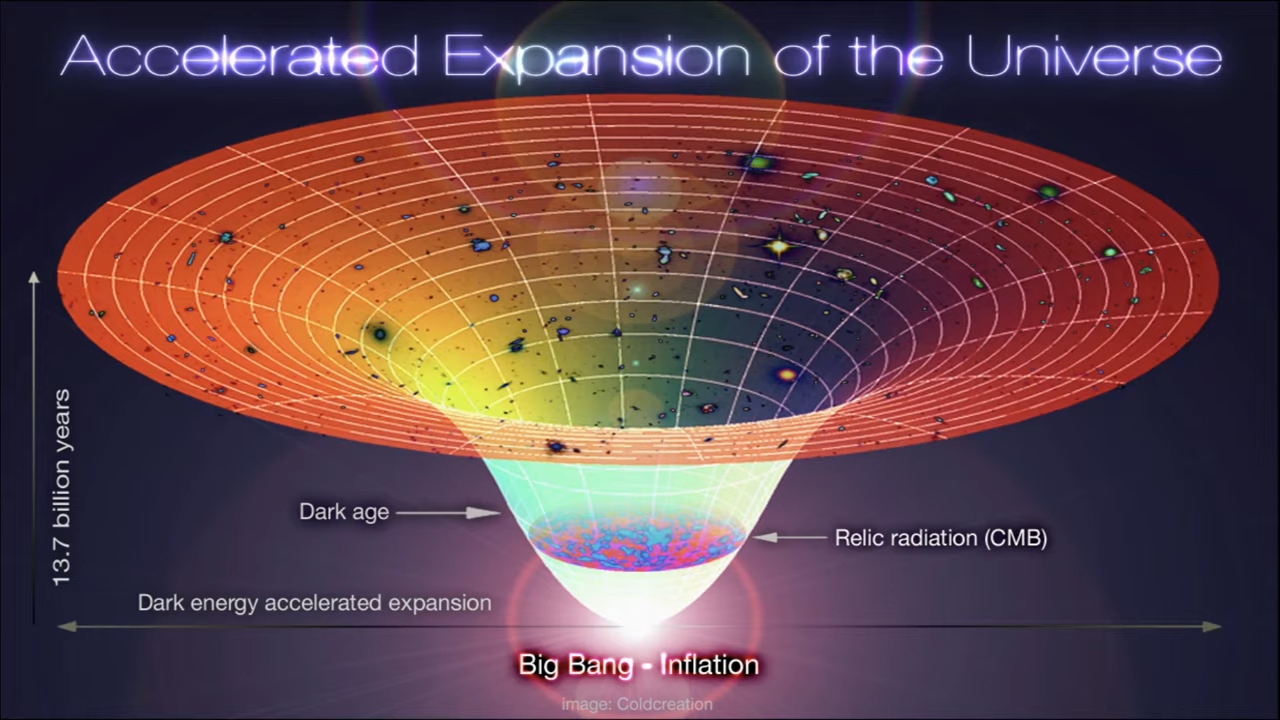 Accelerated Expansion of the Universe
13.7 billion years
Dark age
Relic radiation (CMB)
Dark energy accelerated expansion
Big Bang - Inflation
image: Coldcreation